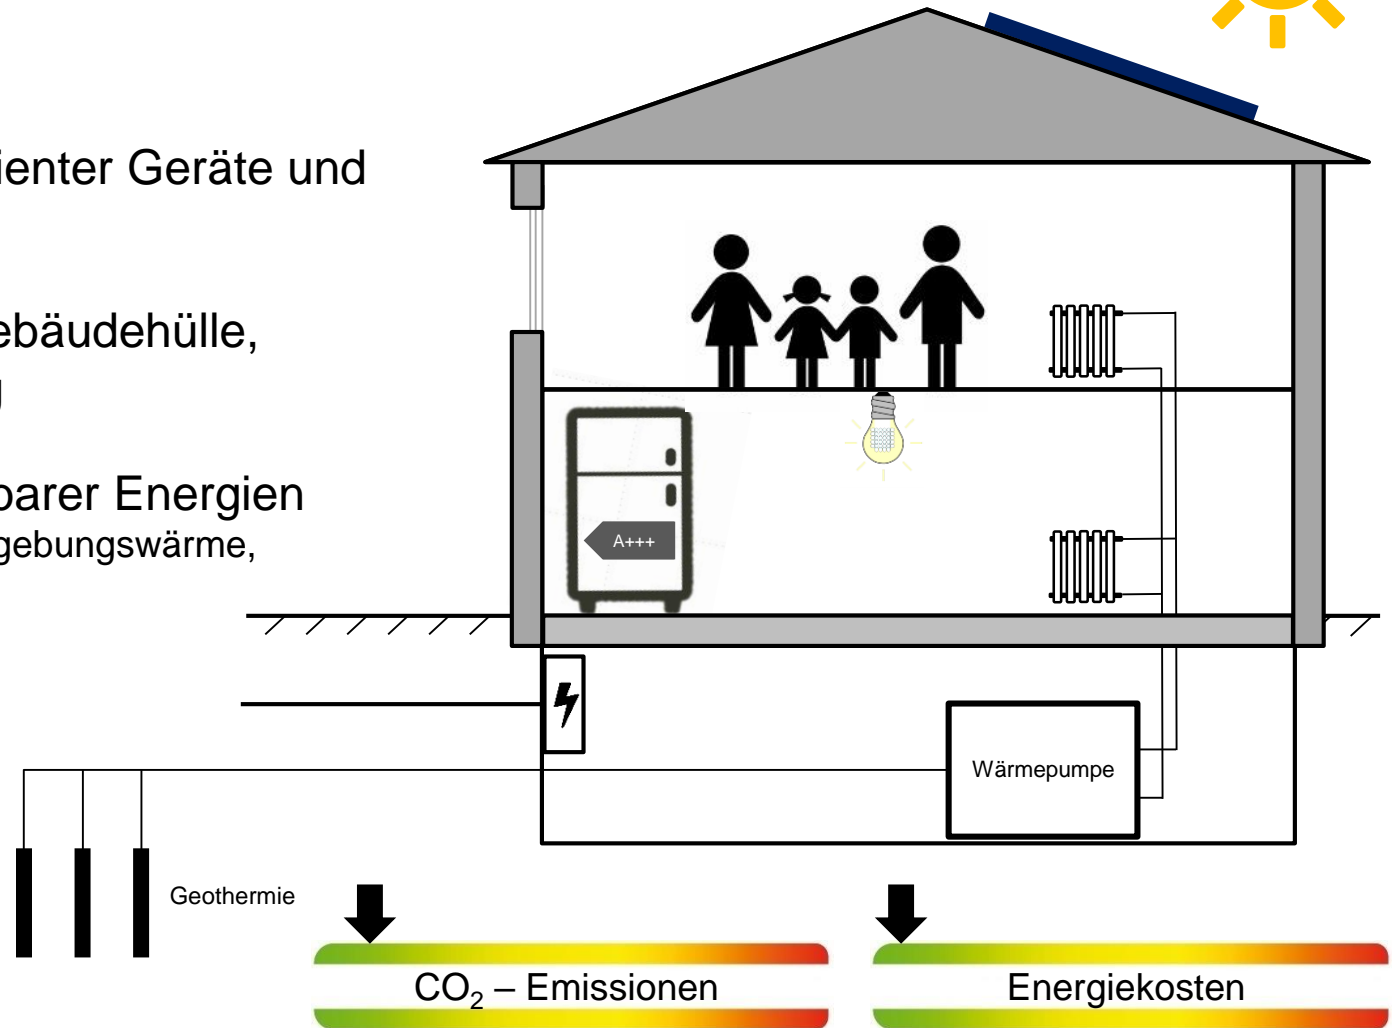 ienter Geräte und
ebäudehülle,
g
barer Energien
gebungswärme,
A+++
Wärmepumpe
Geothermie
CO₂ – Emissionen
Energiekosten